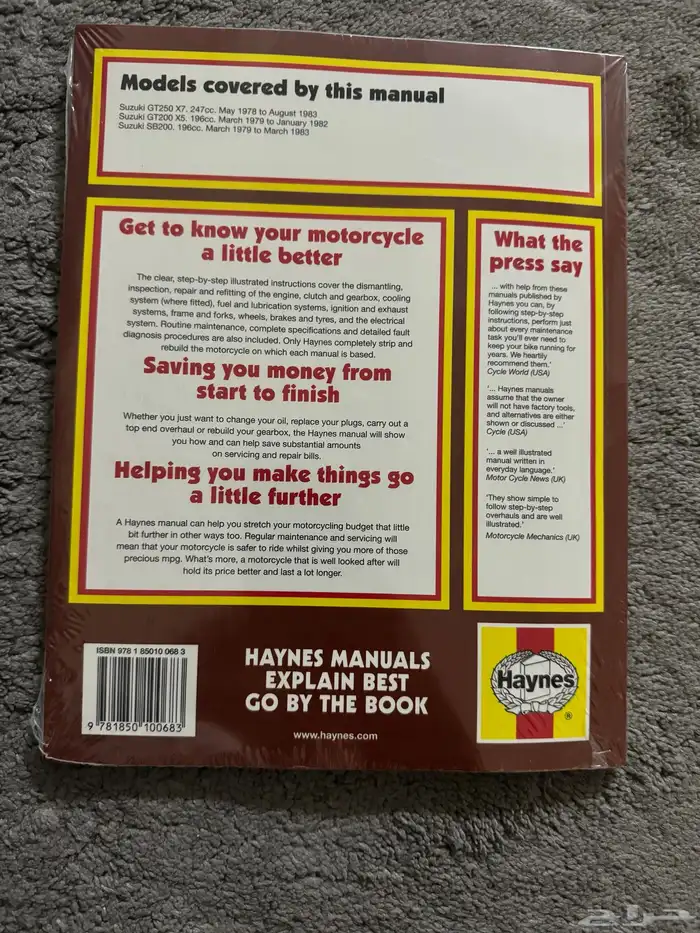 Models covered by this manual
Suzuki GT250 X7. 247cc. May 1978 to August 1983
Suzuki GT200 X5. 196cc. March 1979 to January 1982
Suzuki SB200. 196cc. March 1979 to March 1983
Get to know your motorcycle
a little better
The clear, step-by-step illustrated instructions cover the dismantling,
inspection, repair and refitting of the engine, clutch and gearbox, cooling
system (where fitted), fuel and lubrication systems, ignition and exhaust
systems, frame and forks, wheels, brakes and tyres, and the electrical
system. Routine maintenance, complete specifications and detailed fault
diagnosis procedures are also included. Only Haynes completely strip and
rebuild the motorcycle on which each manual is based.
Saving you money from
start to finish
Whether you just want to change your oil, replace your plugs, carry out a
top end overhaul or rebuild your gearbox, the Haynes manual will show
you how and can help save substantial amounts
on servicing and repair bills.
Helping you make things go
a little further
A Haynes manual can help you stretch your motorcycling budget that little
bit further in other ways too. Regular maintenance and servicing will
mean that your motorcycle is safer to ride whilst giving you more of those
precious mpg. What's more, a motorcycle that is well looked after will
hold its price better and last a lot longer.
What the
press say
... with help from these
manuals published by
Haynes you can, by
following step-by-step
instructions, perform just
about every maintenance
task you'll ever need to
keep your bike running for
years. We heartily
recommend them.'
Cycle World (USA)
'... Haynes manuals
assume that the owner
will not have factory tools,
and alternatives are either
shown or discussed ...'
Cycle (USA)
'... a well illustrated
manual written in
everyday language.'
Motor Cycle News (UK)
'They show simple to
follow step-by-step
overhauls and are well
illustrated.'
Motorcycle Mechanics (UK)
ISBN 978 1 85010 068 3
9 781850 100683
HAYNES MANUALS
EXPLAIN BEST
GO BY THE BOOK
www.haynes.com
Haynes
®
حراج